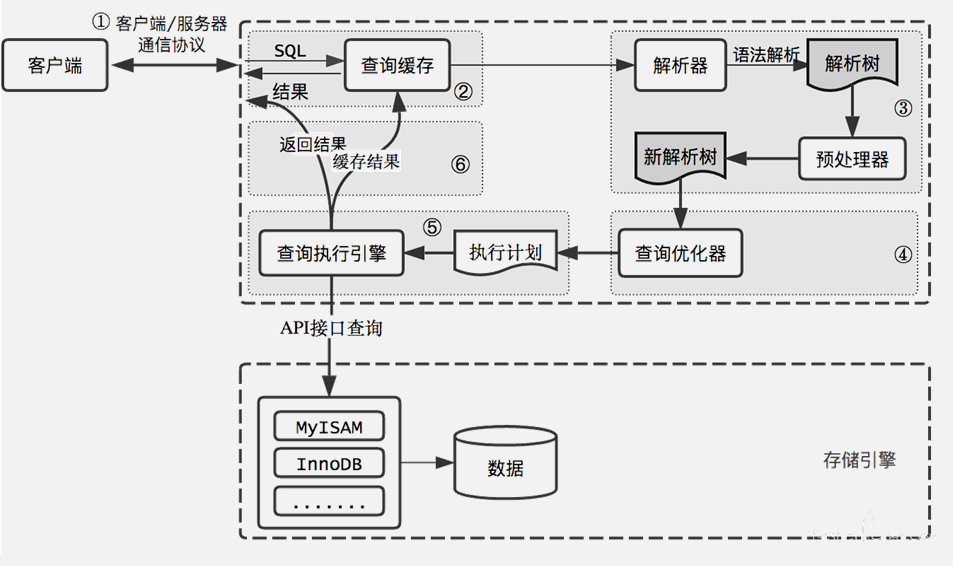 ① 客户端/服务器
通信协议
客户端
SQL
查询缓存
②
结果
解析器
语法解析
解析树
③
新解析树
预处理器
返回结果
缓存结果
⑥
查询执行引擎
⑤
执行计划
查询优化器
④
API接口查询
MyISAM
InnoDB
.......
数据
存储引擎